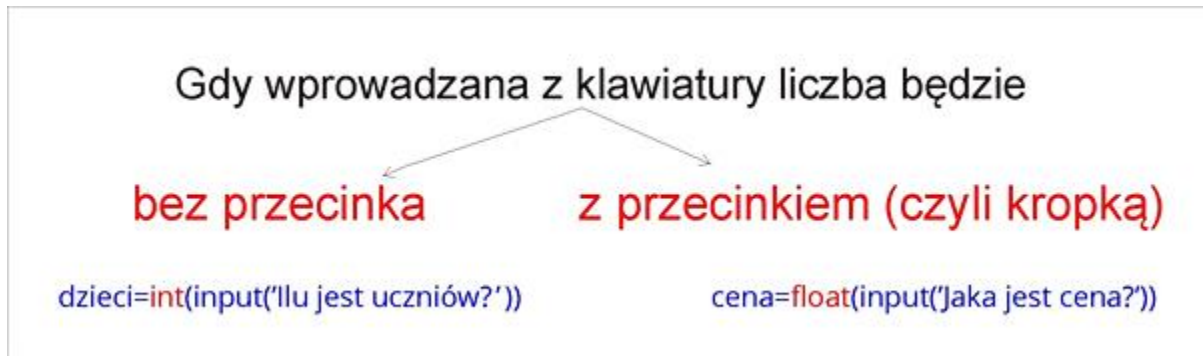 Gdy wprowadzana z klawiatury liczba będzie
bez przecinka z przecinkiem (czyli kropką)
dzieci=int(input('Ilu jest uczniów?')) cena=float(input('Jaka jest cena?'))